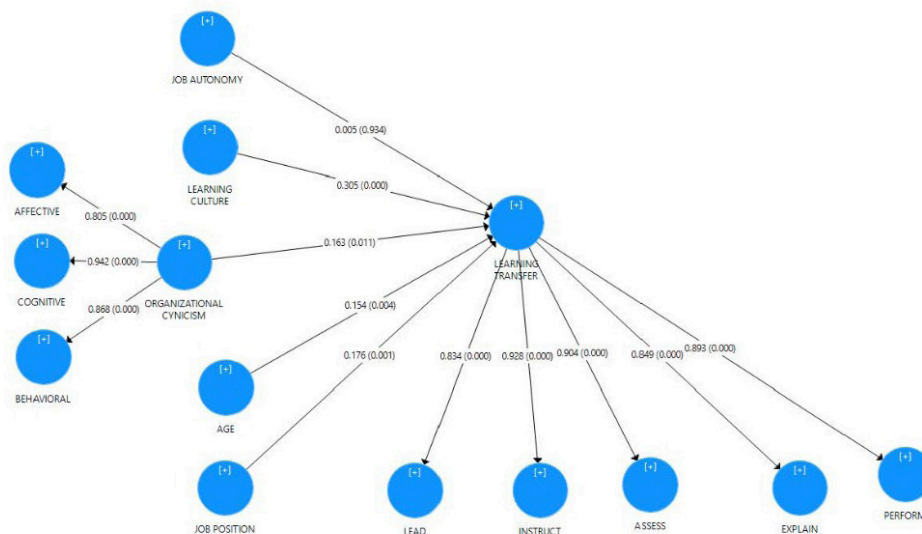 [+]
JOB AUTONOMY
0.005 (0.934)
[+]
LEARNING
CULTURE
0.305 (0.000)
[+]
AFFECTIVE
0.805 (0.000)
[+]
LEARNING
TRANSFER
0.163 (0.011)
[+]
COGNITIVE
0.942 (0.000)
[+]
ORGANIZATIONAL
CYNICISM
0.868 (0.000)
[+]
BEHAVIORAL
0.154 (0.004)
0.176 (0.001)
0.834 (0.000)
0.928 (0.000)
0.904 (0.000)
0.849 (0.000)
0.893 (0.000)
[+]
AGE
[+]
JOB POSITION
[+]
LEAD
[+]
INSTRUCT
[+]
ASSESS
[+]
EXPLAIN
[+]
PERFORM